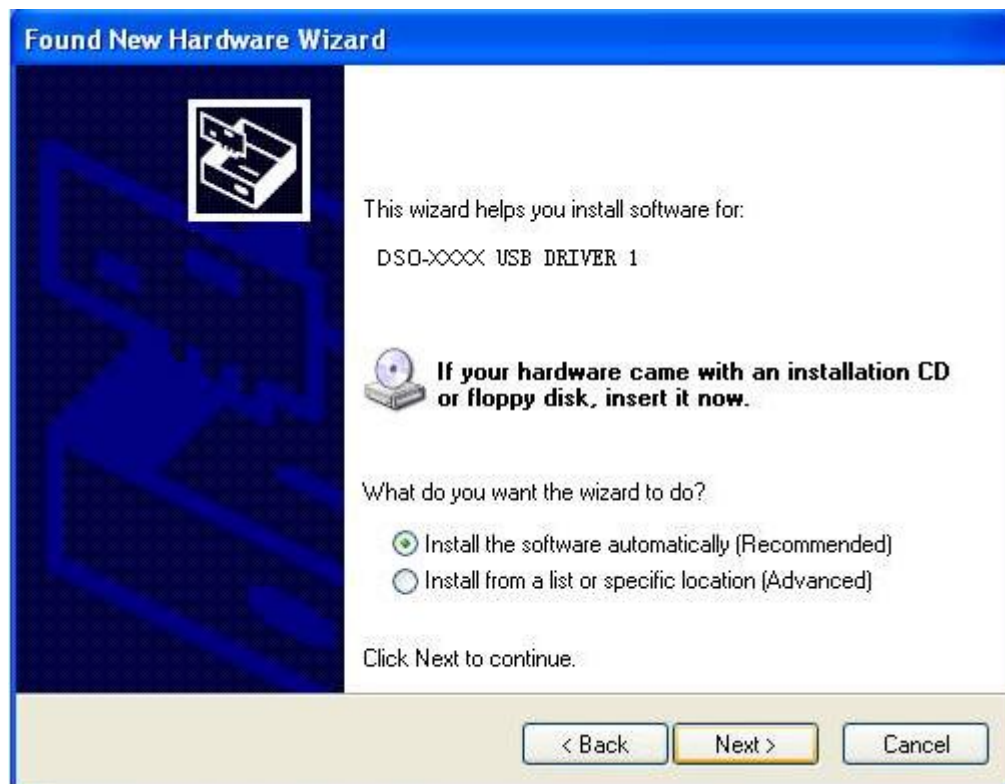 Found New Hardware Wizard
This wizard helps you install software for:
DSO-XXXX USB DRIVER 1
If your hardware came with an installation CD
or floppy disk, insert it now.
What do you want the wizard to do?
Install the software automatically (Recommended)
Install from a list or specific location (Advanced)
Click Next to continue.
< Back
Next >
Cancel